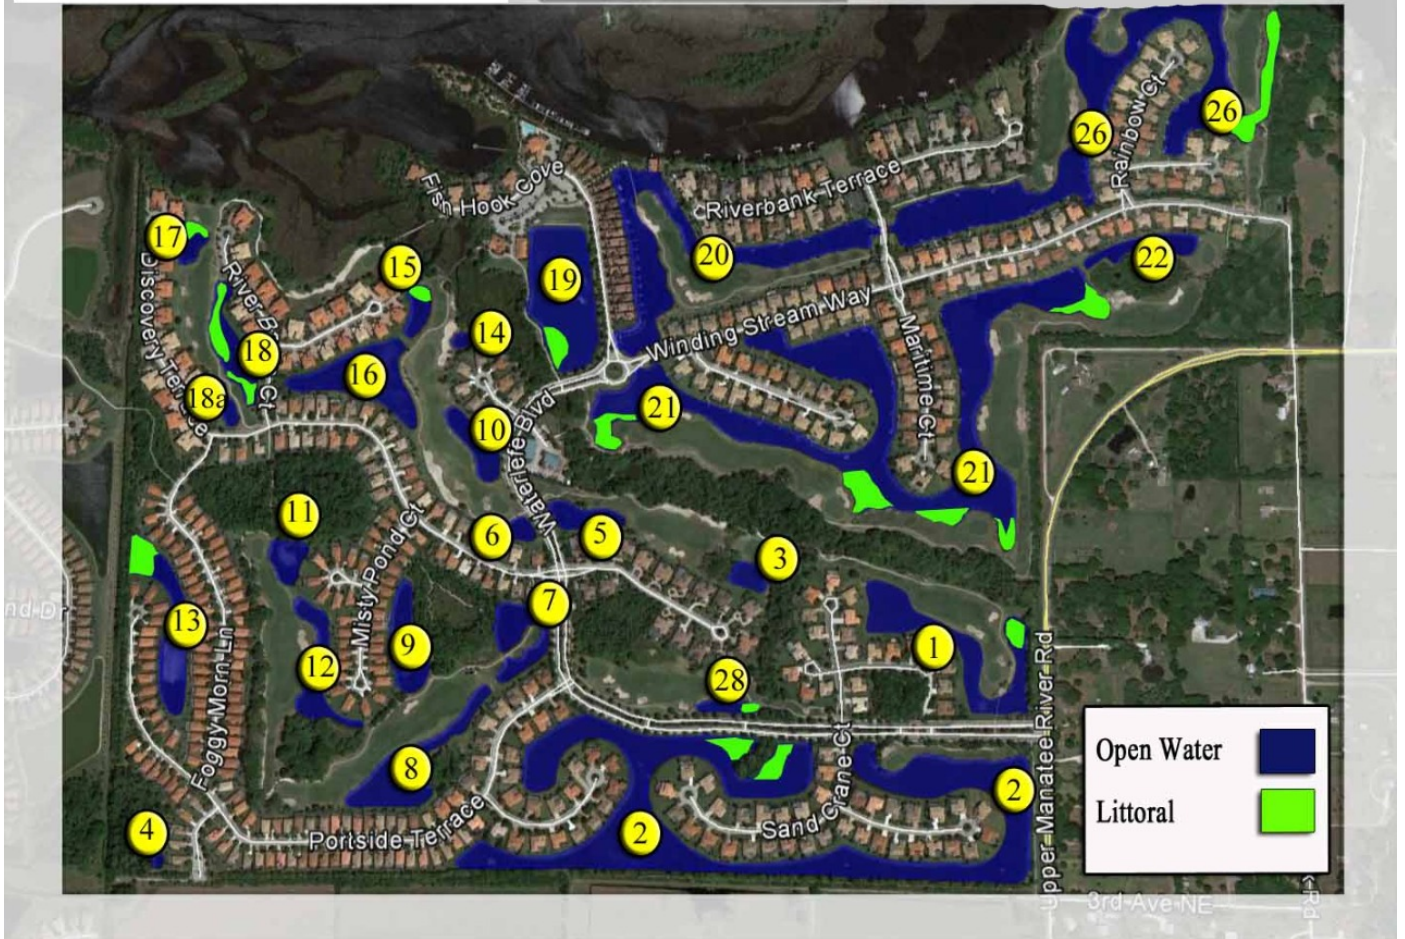 26
26
Rainbow Ct
Fish Hook Cove
Riverbank Terrace
17
20
22
15
19
Discovery Terrace
14
Winding Stream Way
18
16
Maritime Ct
18a
21
10
Waterlefe Blvd
21
11
6
5
3
Misty Pond Ct
nd Dr
7
13
9
1
12
28
Foggy Morn Ln
Upper Manatee River Rd
Open Water
8
2
Littoral
4
Portside Terrace
2
Sand Crane Ct
3rd Ave NE